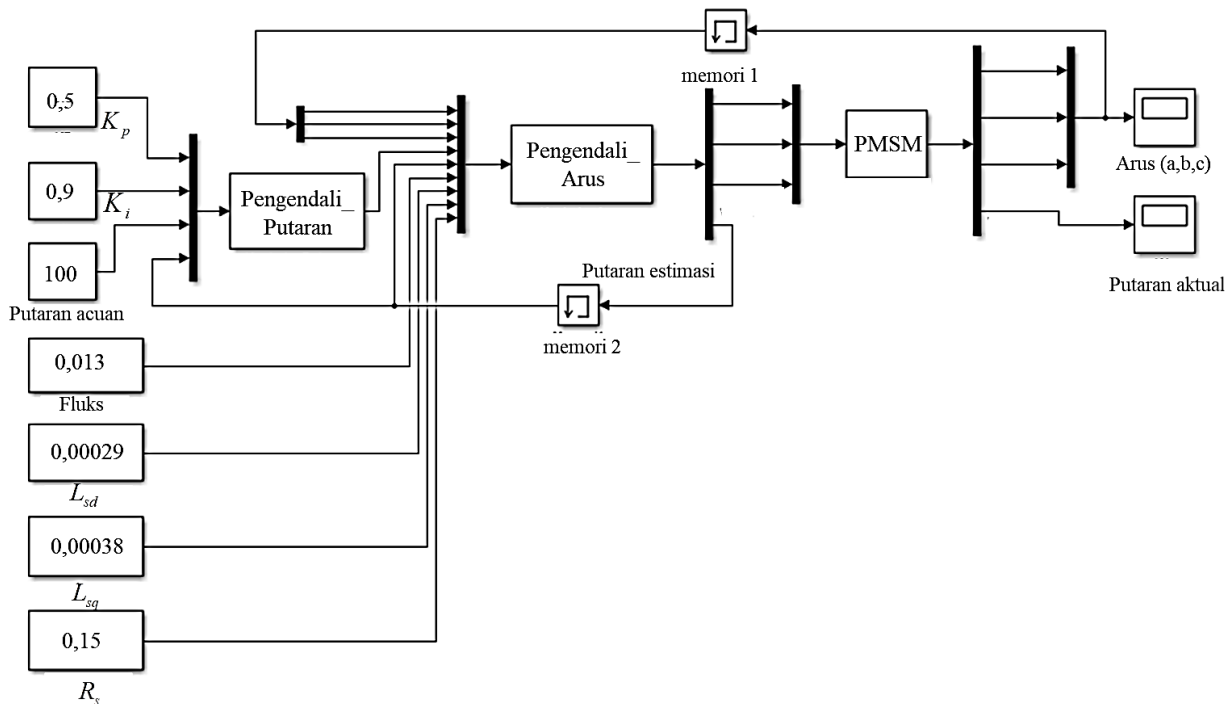 memori 1
0,5
K_p
0,9
K_i
100
Putaran acuan
Pengendali_
Putaran
Pengendali_
Arus
PMSM
Arus (a,b,c)
Putaran aktual
Putaran estimasi
memori 2
0,013
Fluks
0,00029
L_sd
0,00038
L_sq
0,15
R_s